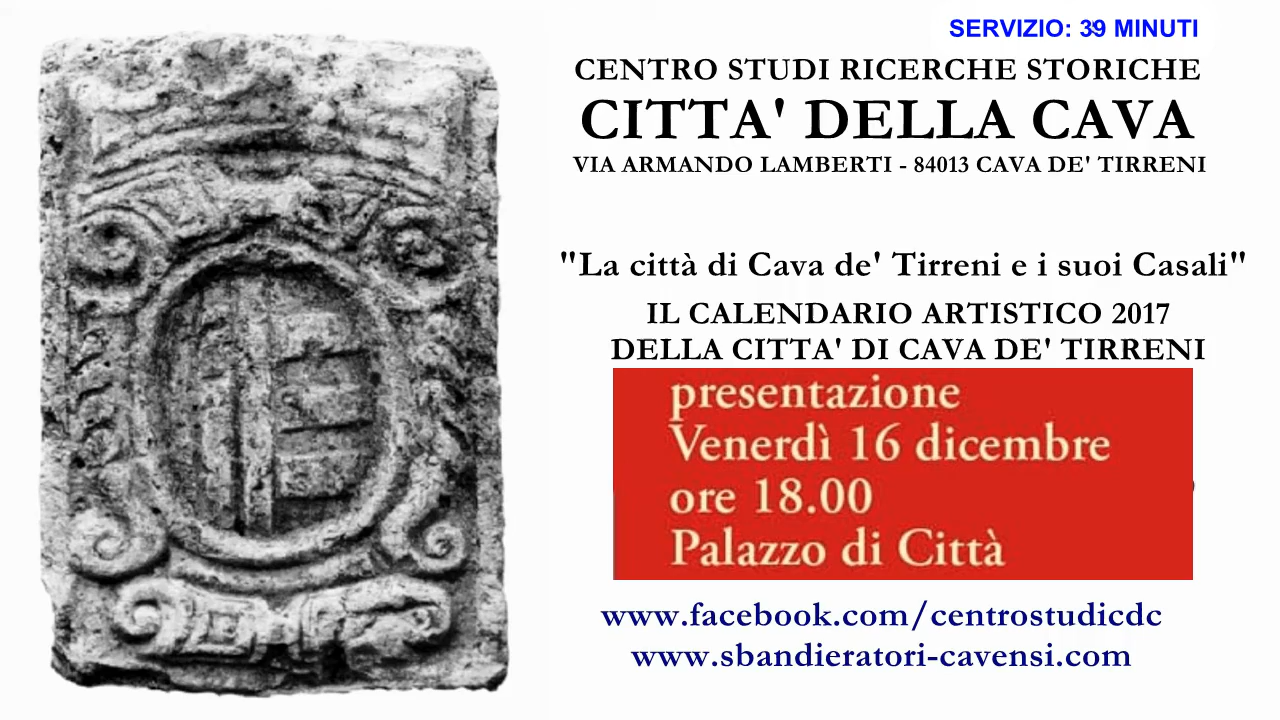 SERVIZIO: 39 MINUTI
CENTRO STUDI RICERCHE STORICHE
CITTA' DELLA CAVA
VIA ARMANDO LAMBERTI - 84013 CAVA DE' TIRRENI
"La città di Cava de' Tirreni e i suoi Casali"
IL CALENDARIO ARTISTICO 2017
DELLA CITTA' DI CAVA DE' TIRRENI
presentazione
Venerdì 16 dicembre
ore 18.00
Palazzo di Città
www.facebook.com/centrostudicdc
www.sbandieratori-cavensi.com